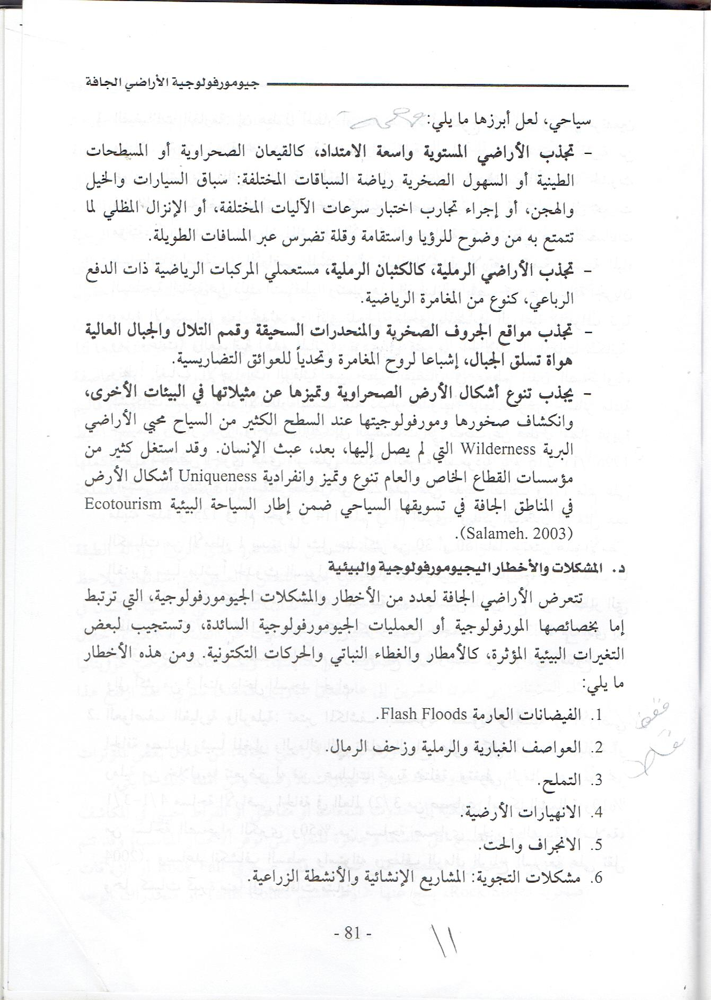 جيومورفولوجية الأراضي الجافة
سياحي، لعل أبرزها ما يلي:
- تجذب الأراضي المستوية واسعة الامتداد، كالقيعان الصحراوية أو المسطحات
الطينية أو السهول الصخرية رياضة السباقات المختلفة: سباق السيارات والخيل
والهجن، أو إجراء تجارب اختبار سرعات الآليات المختلفة، أو الإنزال المظلي لما
تتمتع به من وضوح للرؤيا واستقامة وقلة تضرس عبر المسافات الطويلة.
- تجذب الأراضي الرملية، كالكثبان الرملية، مستعملي المركبات الرياضية ذات الدفع
الرباعي، كنوع من المغامرة الرياضية.
- تجذب مواقع الجروف الصخرية والمنحدرات السحيقة وقمم التلال والجبال العالية
هواة تسلق الجبال، إشباعا لروح المغامرة وتحدياً للعوائق التضاريسية.
- يجذب تنوع أشكال الأرض الصحراوية وتميزها عن مثيلاتها في البيئات الأخرى،
وانكشاف صخورها ومورفولوجيتها عند السطح الكثير من السياح محبي الأراضي
البرية Wilderness التي لم يصل إليها، بعد، عبث الإنسان. وقد استغل كثير من
مؤسسات القطاع الخاص والعام تنوع وتميز وانفرادية Uniqueness أشكال الأرض
في المناطق الجافة في تسويقها السياحي ضمن إطار السياحة البيئية Ecotourism
(Salameh. 2003).
د. المشكلات والأخطار اليجيومورفولوجية والبيئية
تتعرض الأراضي الجافة لعدد من الأخطار والمشكلات الجيومورفولوجية، التي ترتبط
إما بخصائصها المورفولوجية أو العمليات الجيومورفولوجية السائدة، وتستجيب لبعض
التغيرات البيئية المؤثرة، كالأمطار والغطاء النباتي والحركات التكتونية. ومن هذه الأخطار
ما يلي:
1. الفيضانات العارمة Flash Floods.
2. العواصف الغبارية والرملية وزحف الرمال.
3. التملح.
4. الانهيارات الأرضية.
5. الانجراف والحت.
6. مشكلات التجوية: المشاريع الإنشائية والأنشطة الزراعية.
- 81 -
١١